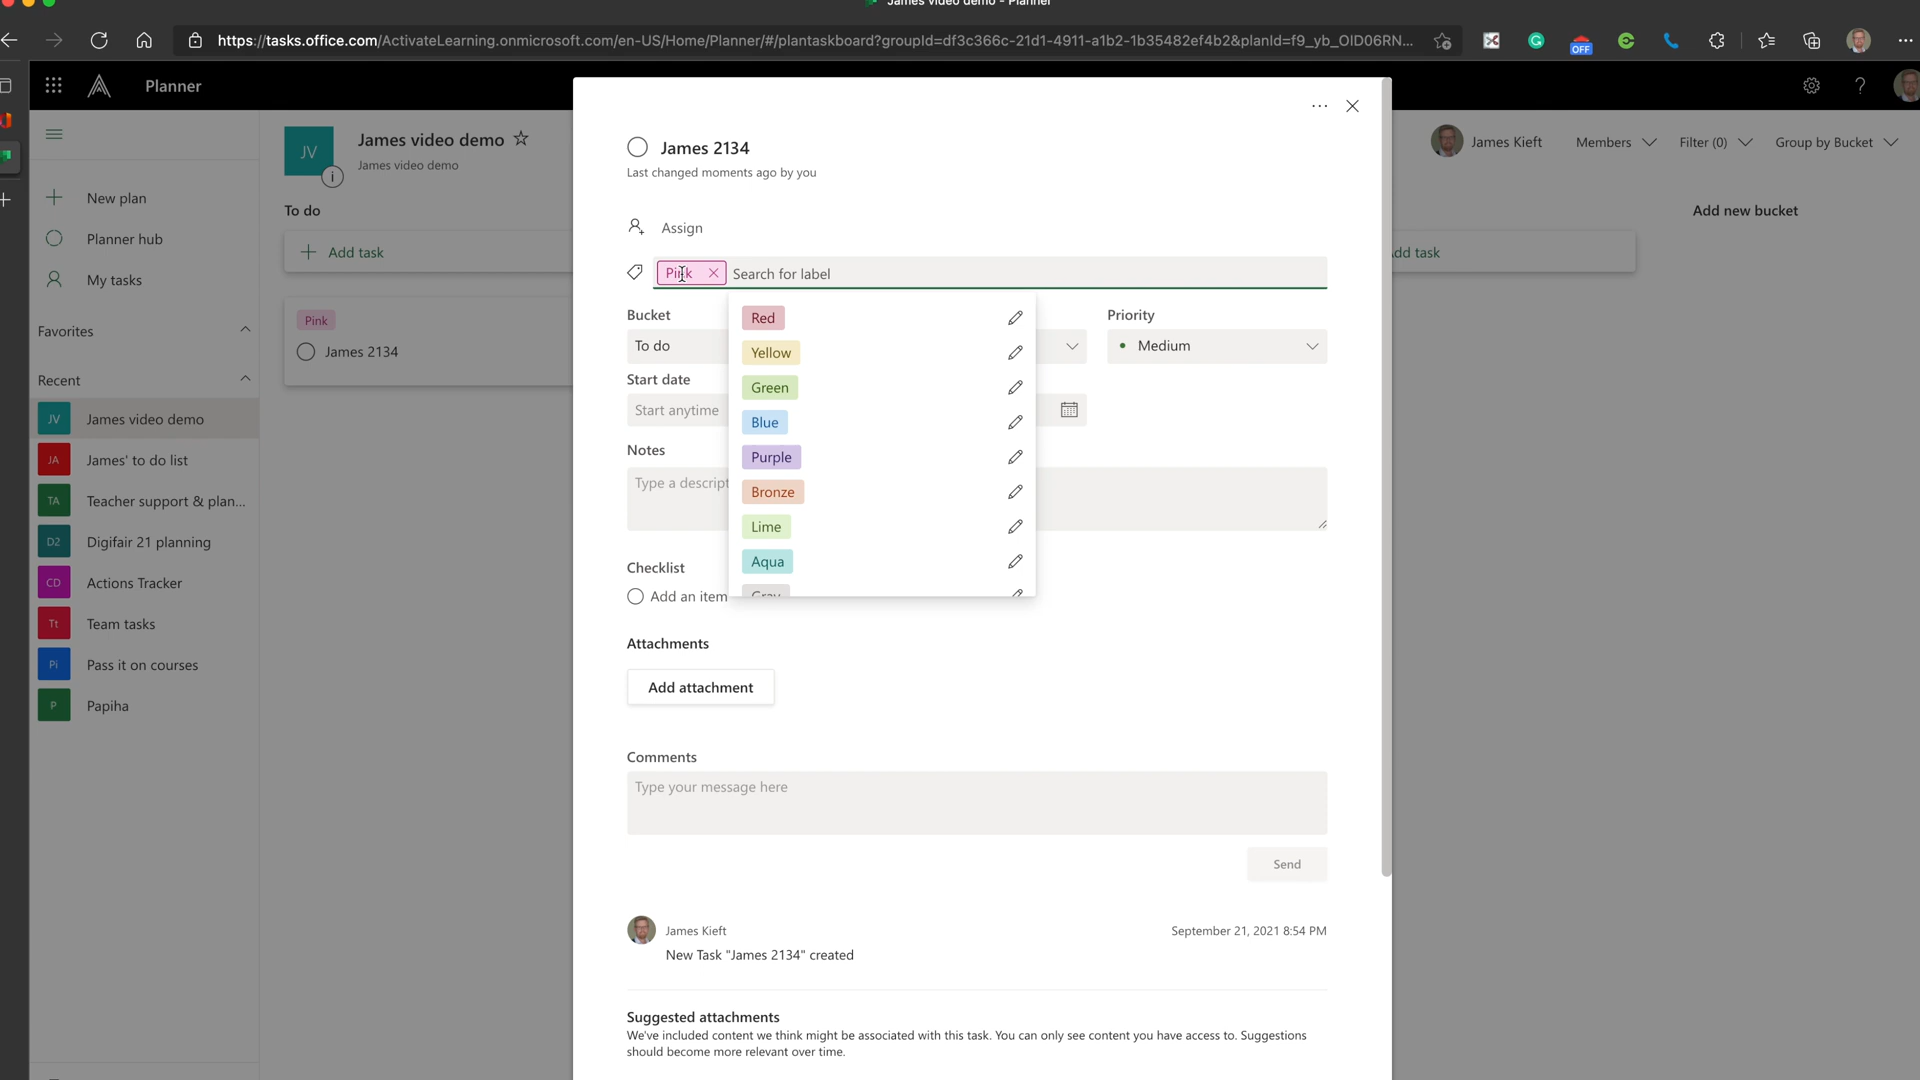 James video demo - Planner
https://tasks.office.com/ActivateLearning.onmicrosoft.com/en-US/Home/Planner/#/plantaskboard?groupId=df3c366c-21d1-4911-a1b2-1b35482ef4b2&planId=f9_yb_OID06RN...
OFF
Planner
JV
James video demo
James video demo
James Kieft
Members
Filter (0)
Group by Bucket
New plan
Planner hub
My tasks
Favorites
Recent
JV James video demo
JA James' to do list
TA Teacher support & plan...
D2 Digifair 21 planning
CD Actions Tracker
Tt Team tasks
Pi Pass it on courses
P Papiha
To do
Add task
Pink
James 2134
James 2134
Last changed moments ago by you
Assign
Pink
Search for label
Red
Yellow
Green
Blue
Purple
Bronze
Lime
Aqua
Gray
Bucket
To do
Priority
Medium
Start date
Start anytime
Notes
Type a descript
Checklist
Add an item
Attachments
Add attachment
Comments
Type your message here
Send
James Kieft
September 21, 2021 8:54 PM
New Task "James 2134" created
Suggested attachments
We've included content we think might be associated with this task. You can only see content you have access to. Suggestions
should become more relevant over time.
Add new bucket
dd task